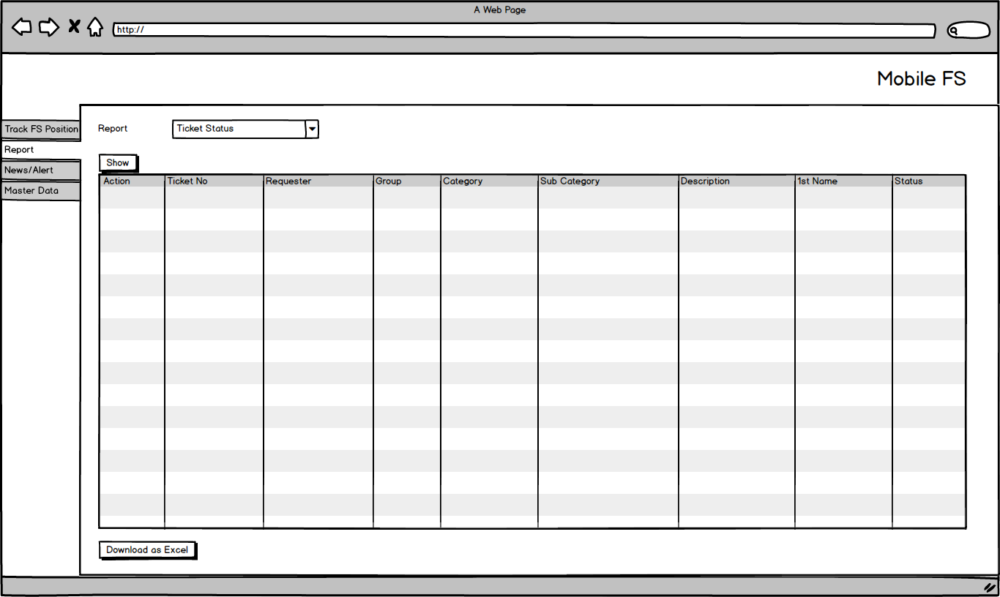 A Web Page
http://
Mobile FS
Track FS Position
Report
News/Alert
Master Data
Report
Ticket Status
Show
Action Ticket No Requester Group Category Sub Category Description 1st Name Status
Download as Excel